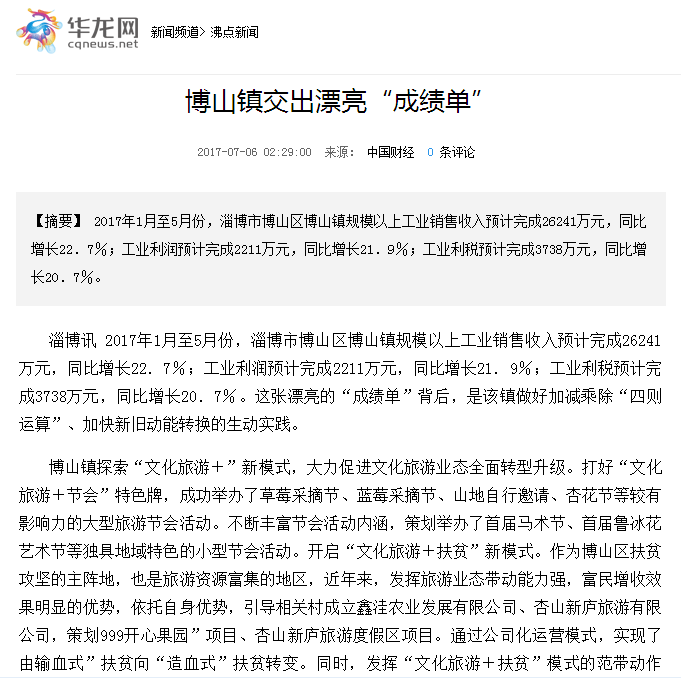 华龙网
cqnews.net
新闻频道> 沸点新闻
博山镇交出漂亮“成绩单”
2017-07-06 02:29:00 来源： 中国财经 0 条评论
【摘要】 2017年1月至5月份，淄博市博山区博山镇规模以上工业销售收入预计完成26241万元，同比
增长22．7％；工业利润预计完成2211万元，同比增长21．9％；工业利税预计完成3738万元，同比增
长20．7％。
淄博讯 2017年1月至5月份，淄博市博山区博山镇规模以上工业销售收入预计完成26241
万元，同比增长22．7％；工业利润预计完成2211万元，同比增长21．9％；工业利税预计完
成3738万元，同比增长20．7％。这张漂亮的“成绩单”背后，是该镇做好加减乘除“四则
运算”、加快新旧动能转换的生动实践。
博山镇探索“文化旅游＋”新模式，大力促进文化旅游业态全面转型升级。打好“文化
旅游＋节会”特色牌，成功举办了草莓采摘节、蓝莓采摘节、山地自行邀请、杏花节等较有
影响力的大型旅游节会活动。不断丰富节会活动内涵，策划举办了首届马术节、首届鲁冰花
艺术节等独具地域特色的小型节会活动。开启“文化旅游＋扶贫”新模式。作为博山区扶贫
攻坚的主阵地，也是旅游资源富集的地区，近年来，发挥旅游业态带动能力强，富民增收效
果明显的优势，依托自身优势，引导相关村成立鑫洼农业发展有限公司、杏山新庐旅游有限
公司，策划999开心果园”项目、杏山新庐旅游度假区项目。通过公司化运营模式，实现了
由输血式”扶贫向“造血式”扶贫转变。同时，发挥“文化旅游＋扶贫”模式的范带动作